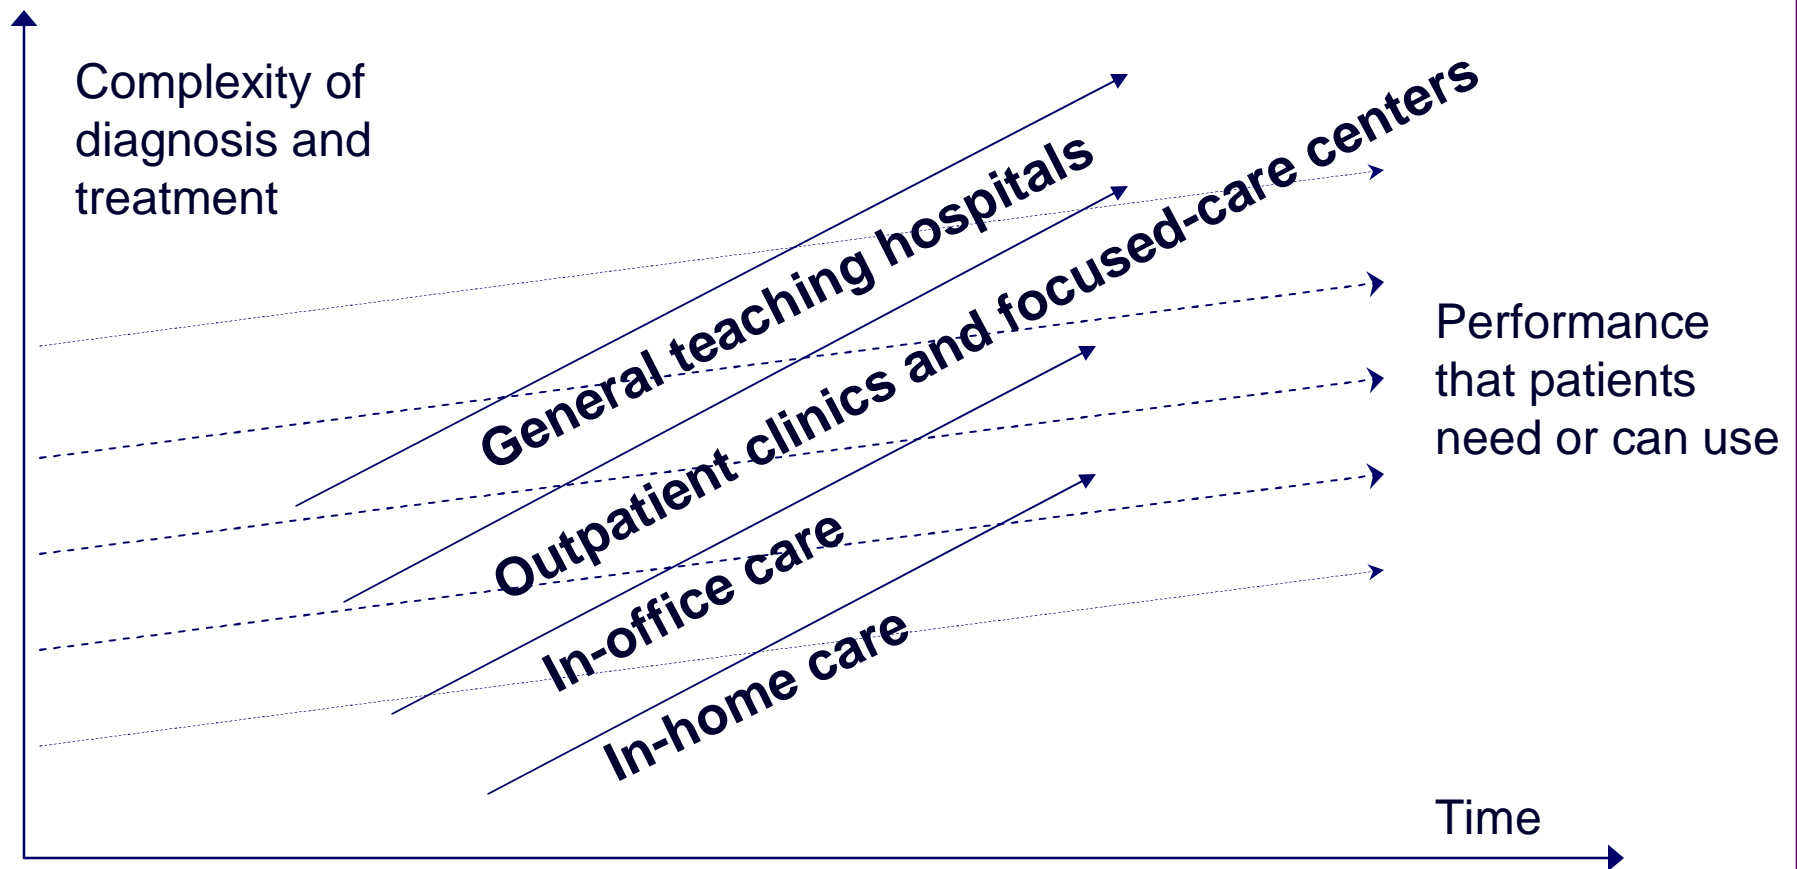 Complexity of
diagnosis and
treatment
General teaching hospitals
Outpatient clinics and focused-care centers
In-office care
In-home care
Performance
that patients
need or can use
Time